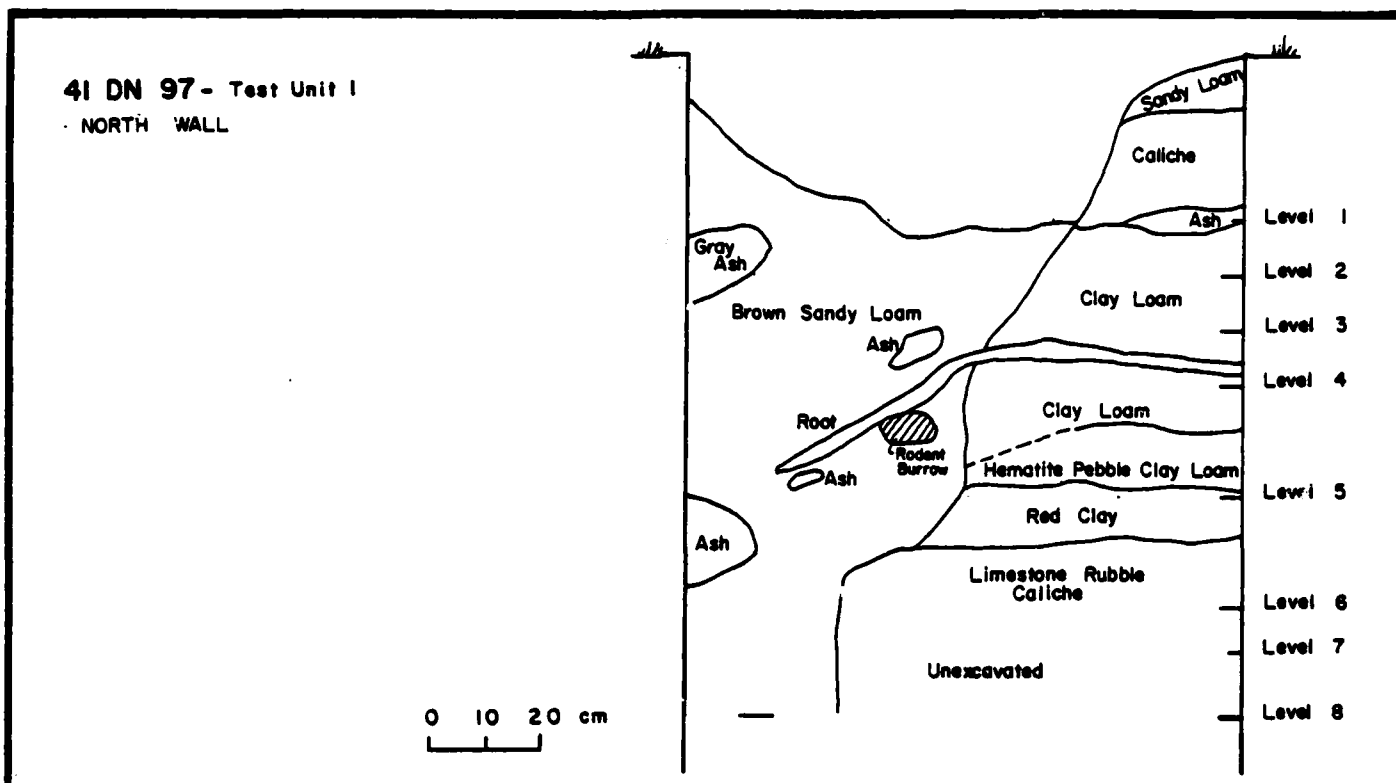 41 DN 97 - Test Unit 1
NORTH WALL
Sandy Loam
Caliche
Ash
Level 1
Gray
Ash
Level 2
Clay Loam
Brown Sandy Loam
Level 3
Ash
Level 4
Root
Clay Loam
Rodent
Burrow
Hematite Pebble Clay Loam
Ash
Level 5
Red Clay
Ash
Limestone Rubble
Caliche
Level 6
Level 7
Unexcavated
0 10 20 cm
Level 8